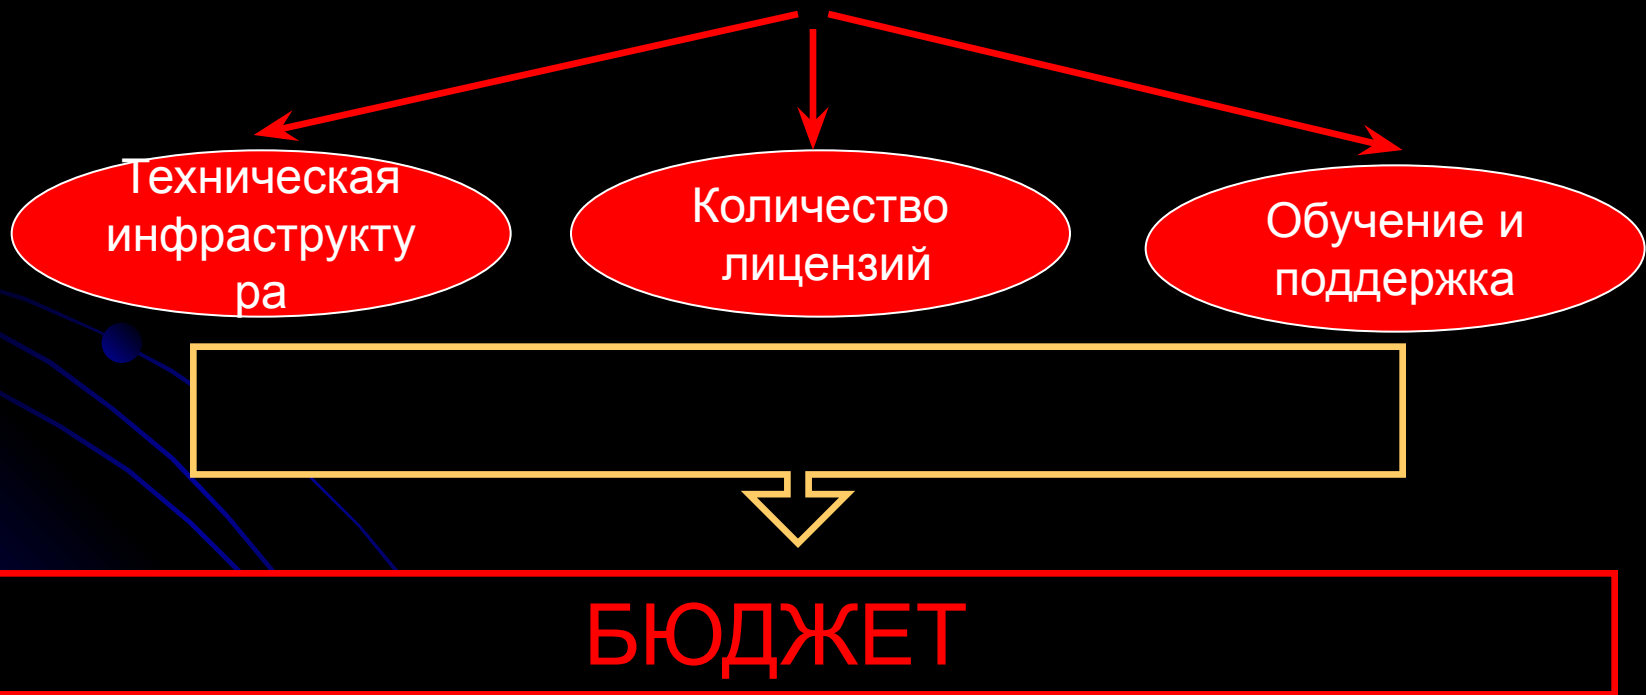 Техническая
инфраструкту
ра
Количество
лицензий
Обучение и
поддержка
БЮДЖЕТ